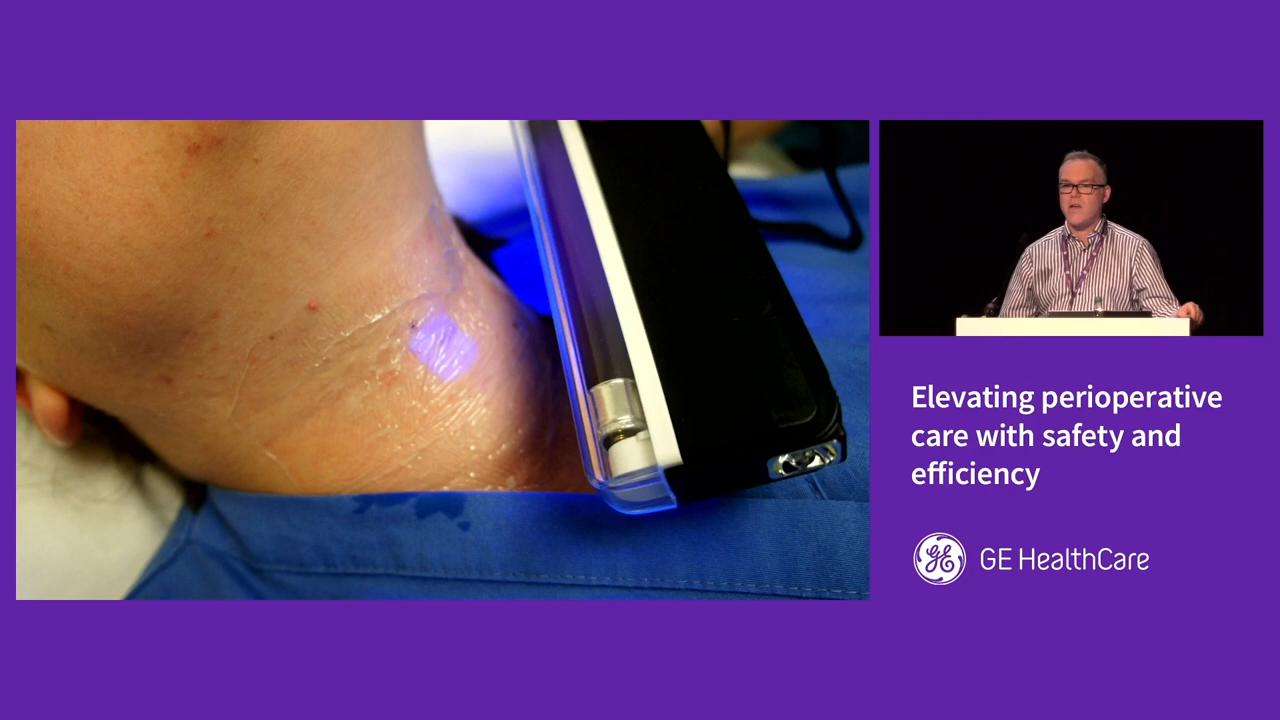 Elevating perioperative
care with safety and
efficiency
GE HealthCare